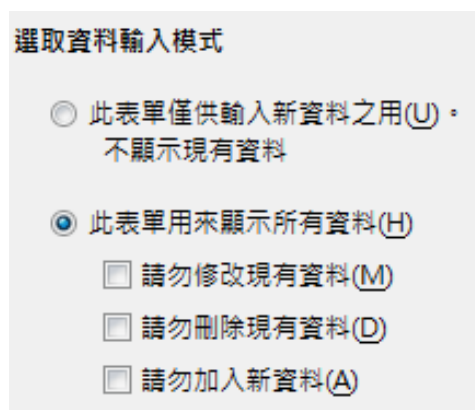 選取資料輸入模式
此表單僅供輸入新資料之用(U)。
不顯示現有資料
此表單用來顯示所有資料(H)
請勿修改現有資料(M)
請勿刪除現有資料(D)
請勿加入新資料(A)